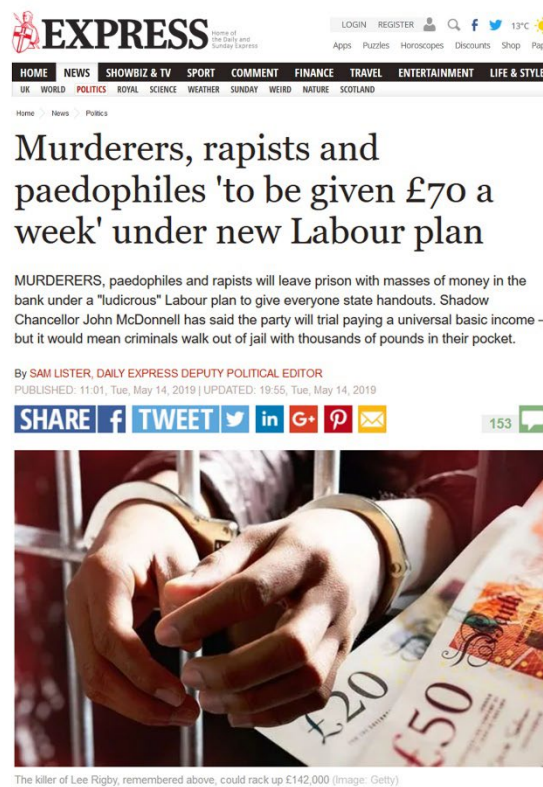 EXPRESS
Home of
the Daily and
Sunday Express
LOGIN REGISTER 13°C
Apps Puzzles Horoscopes Discounts Shop Pap
HOME NEWS SHOWBIZ & TV SPORT COMMENT FINANCE TRAVEL ENTERTAINMENT LIFE & STYLE
UK WORLD POLITICS ROYAL SCIENCE WEATHER SUNDAY WEIRD NATURE SCOTLAND
Home News Politics
Murderers, rapists and
paedophiles 'to be given £70 a
week' under new Labour plan
MURDERERS, paedophiles and rapists will leave prison with masses of money in the
bank under a "ludicrous" Labour plan to give everyone state handouts. Shadow
Chancellor John McDonnell has said the party will trial paying a universal basic income -
but it would mean criminals walk out of jail with thousands of pounds in their pocket.
By SAM LISTER, DAILY EXPRESS DEPUTY POLITICAL EDITOR
PUBLISHED: 11:01, Tue, May 14, 2019 | UPDATED: 19:55, Tue, May 14, 2019
SHARE f TWEET in G+
153
£20
£50
The killer of Lee Rigby, remembered above, could rack up £142,000 (Image: Getty)